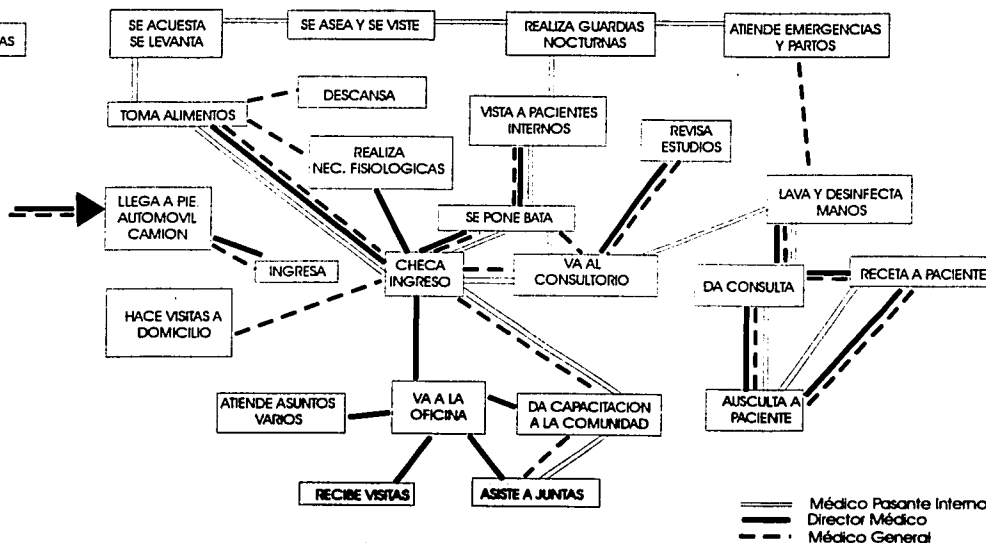 AS
SE ACUESTA
SE LEVANTA
SE ASEA Y SE VISTE
REALIZA GUARDIAS
NOCTURNAS
ATIENDE EMERGENCIAS
Y PARTOS
DESCANSA
TOMA ALIMENTOS
VISTA A PACIENTES
INTERNOS
REVISA
ESTUDIOS
REALIZA
NEC. FISIOLOGICAS
LLEGA A PIE.
AUTOMOVIL
CAMION
SE PONE BATA
LAVA Y DESINFECTA
MANOS
INGRESA
CHECA
INGRESO
VA AL
CONSULTORIO
DA CONSULTA
RECETA A PACIENTE
HACE VISITAS A
DOMICILIO
ATIENDE ASUNTOS
VARIOS
VA A LA
OFICINA
DA CAPACITACION
A LA COMUNIDAD
AUSCULTA A
PACIENTE
RECIBE VISITAS
ASISTE A JUNTAS
Médico Pasante Interno
Director Médico
Médico General